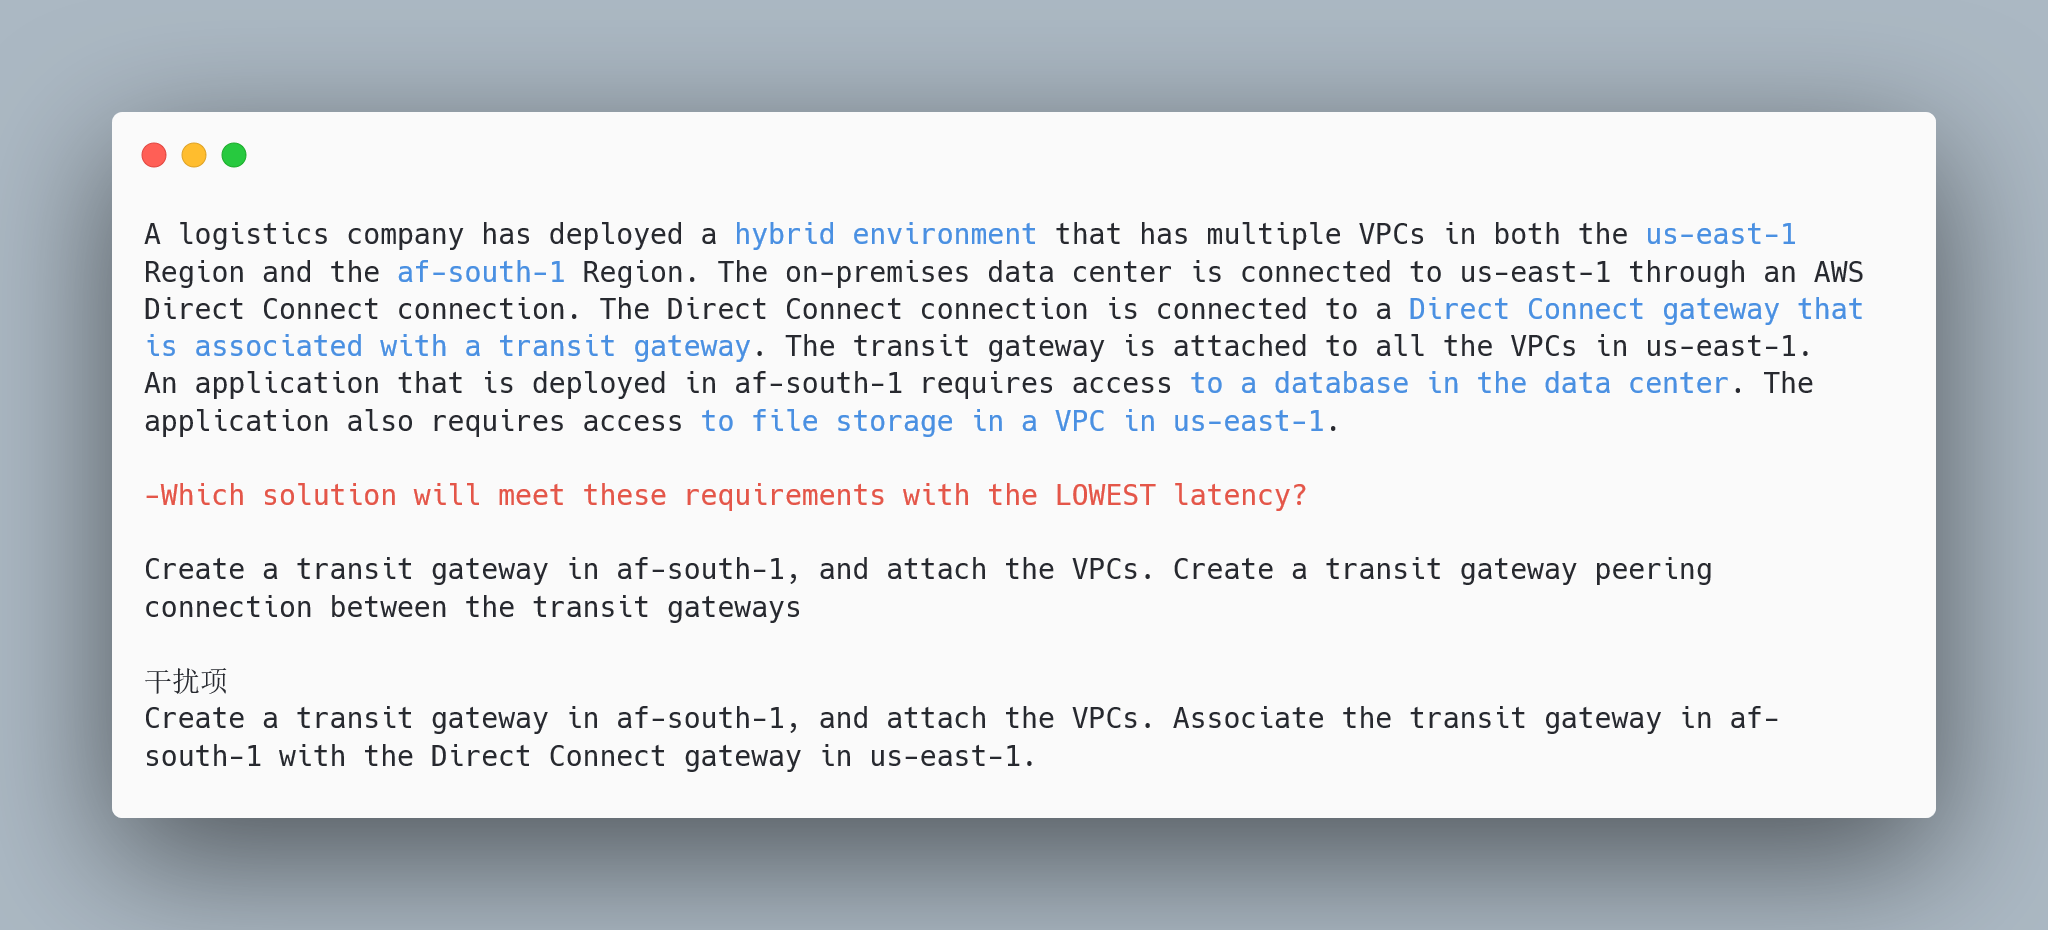 A logistics company has deployed a hybrid environment that has multiple VPCs in both the us-east-1
Region and the af-south-1 Region. The on-premises data center is connected to us-east-1 through an AWS
Direct Connect connection. The Direct Connect connection is connected to a Direct Connect gateway that
is associated with a transit gateway. The transit gateway is attached to all the VPCs in us-east-1.
An application that is deployed in af-south-1 requires access to a database in the data center. The
application also requires access to file storage in a VPC in us-east-1.
-Which solution will meet these requirements with the LOWEST latency?
Create a transit gateway in af-south-1, and attach the VPCs. Create a transit gateway peering
connection between the transit gateways
干扰项
Create a transit gateway in af-south-1, and attach the VPCs. Associate the transit gateway in af-
south-1 with the Direct Connect gateway in us-east-1.